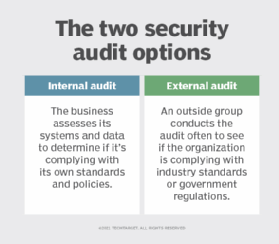 The two security
audit options
Internal audit
The business
assesses its
systems and data
to determine if it's
complying with
its own standards
and policies.
External audit
An outside group
conducts the
audit often to see
if the organization
is complying with
industry standards
or government
regulations.
©2021 TECHTARGET. ALL RIGHTS RESERVED